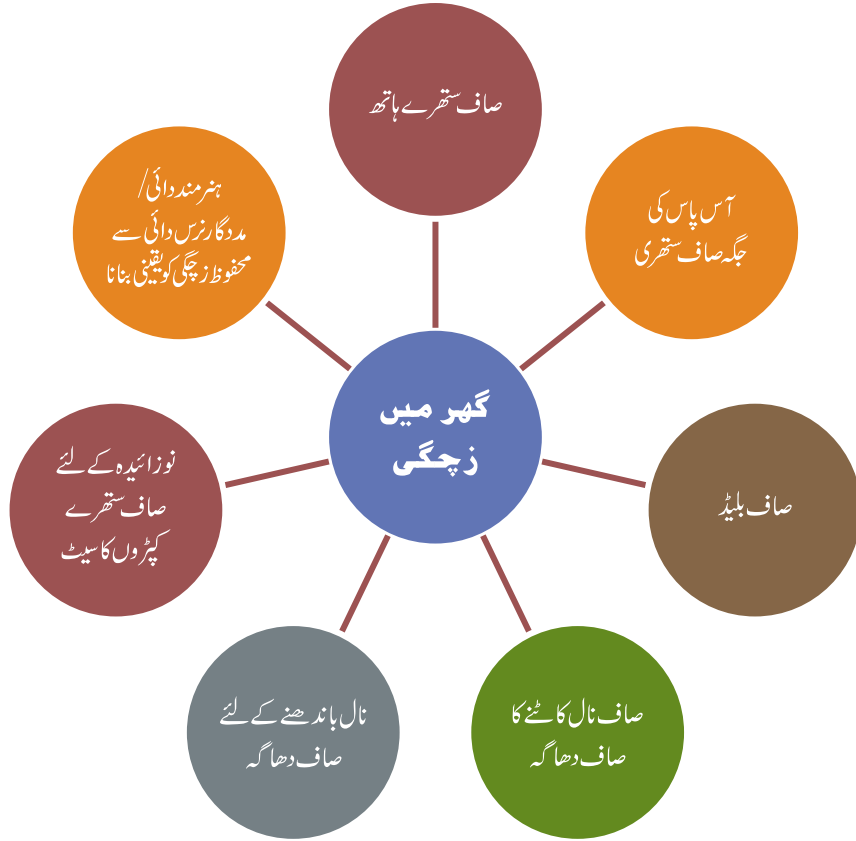 صاف ستھرے ہاتھ
آس پاس کی
جگہ صاف ستھری
صاف بلیڈ
صاف نال کاٹنے کا
صاف دھاگہ
نال باندھنے کے لئے
صاف دھاگہ
نوزائیدہ کے لئے
صاف ستھرے
کپڑوں کا سیٹ
ہنرمند دائی/
مددگار نرس دائی سے
محفوظ زچگی کو یقینی بنانا
گھر میں
زچگی